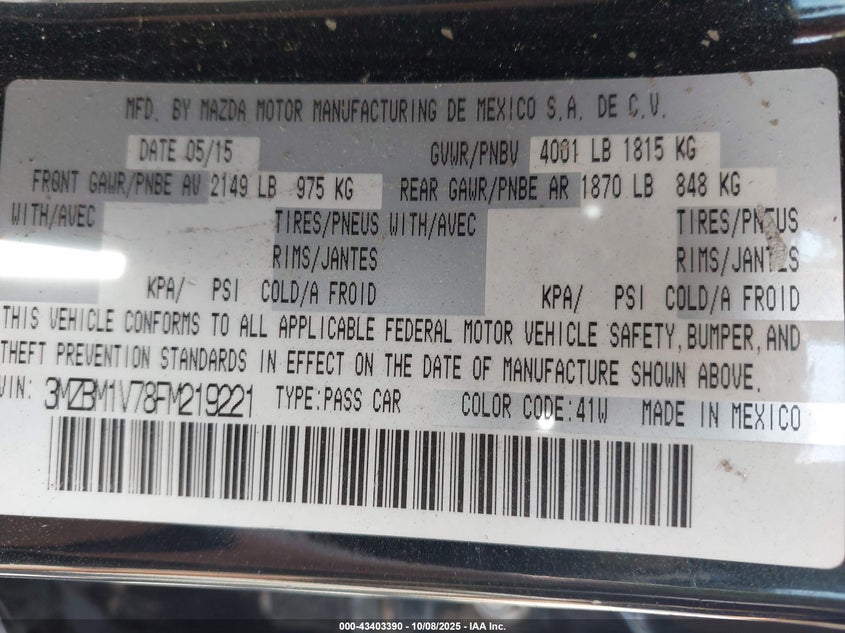 MFD. BY MAZDA MOTOR MANUFACTURING DE MEXICO S.A. DE C.V.
DATE 05/15 GVWR/PNBV 4001 LB 1815 KG
FRONT GAWR/PNBE AV 2149 LB 975 KG REAR GAWR/PNBE AR 1870 LB 848 KG
WITH/AVEC TIRES/PNEUS WITH/AVEC TIRES/PNEUS
RIMS/JANTES RIMS/JANTES
KPA/ PSI COLD/A FROID KPA/ PSI COLD/A FROID
THIS VEHICLE CONFORMS TO ALL APPLICABLE FEDERAL MOTOR VEHICLE SAFETY, BUMPER, AND
THEFT PREVENTION STANDARDS IN EFFECT ON THE DATE OF MANUFACTURE SHOWN ABOVE.
VIN: 3MZBM1V78FM219221 TYPE:PASS CAR COLOR CODE:41W MADE IN MEXICO
000-43403390 - 10/08/2025 - IAA Inc.